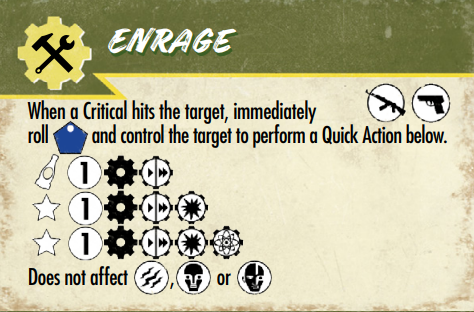 ENRAGE
When a Critical hits the target, immediately
roll and control the target to perform a Quick Action below.
1
1
1
Does not affect , or